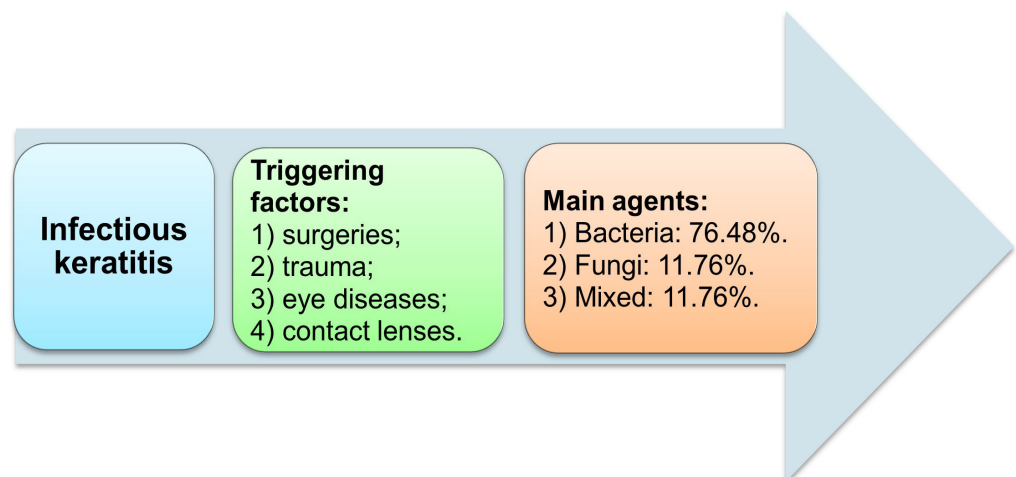 Infectious
keratitis
Triggering
factors:
1) surgeries;
2) trauma;
3) eye diseases;
4) contact lenses.
Main agents:
1) Bacteria: 76.48%.
2) Fungi: 11.76%.
3) Mixed: 11.76%.